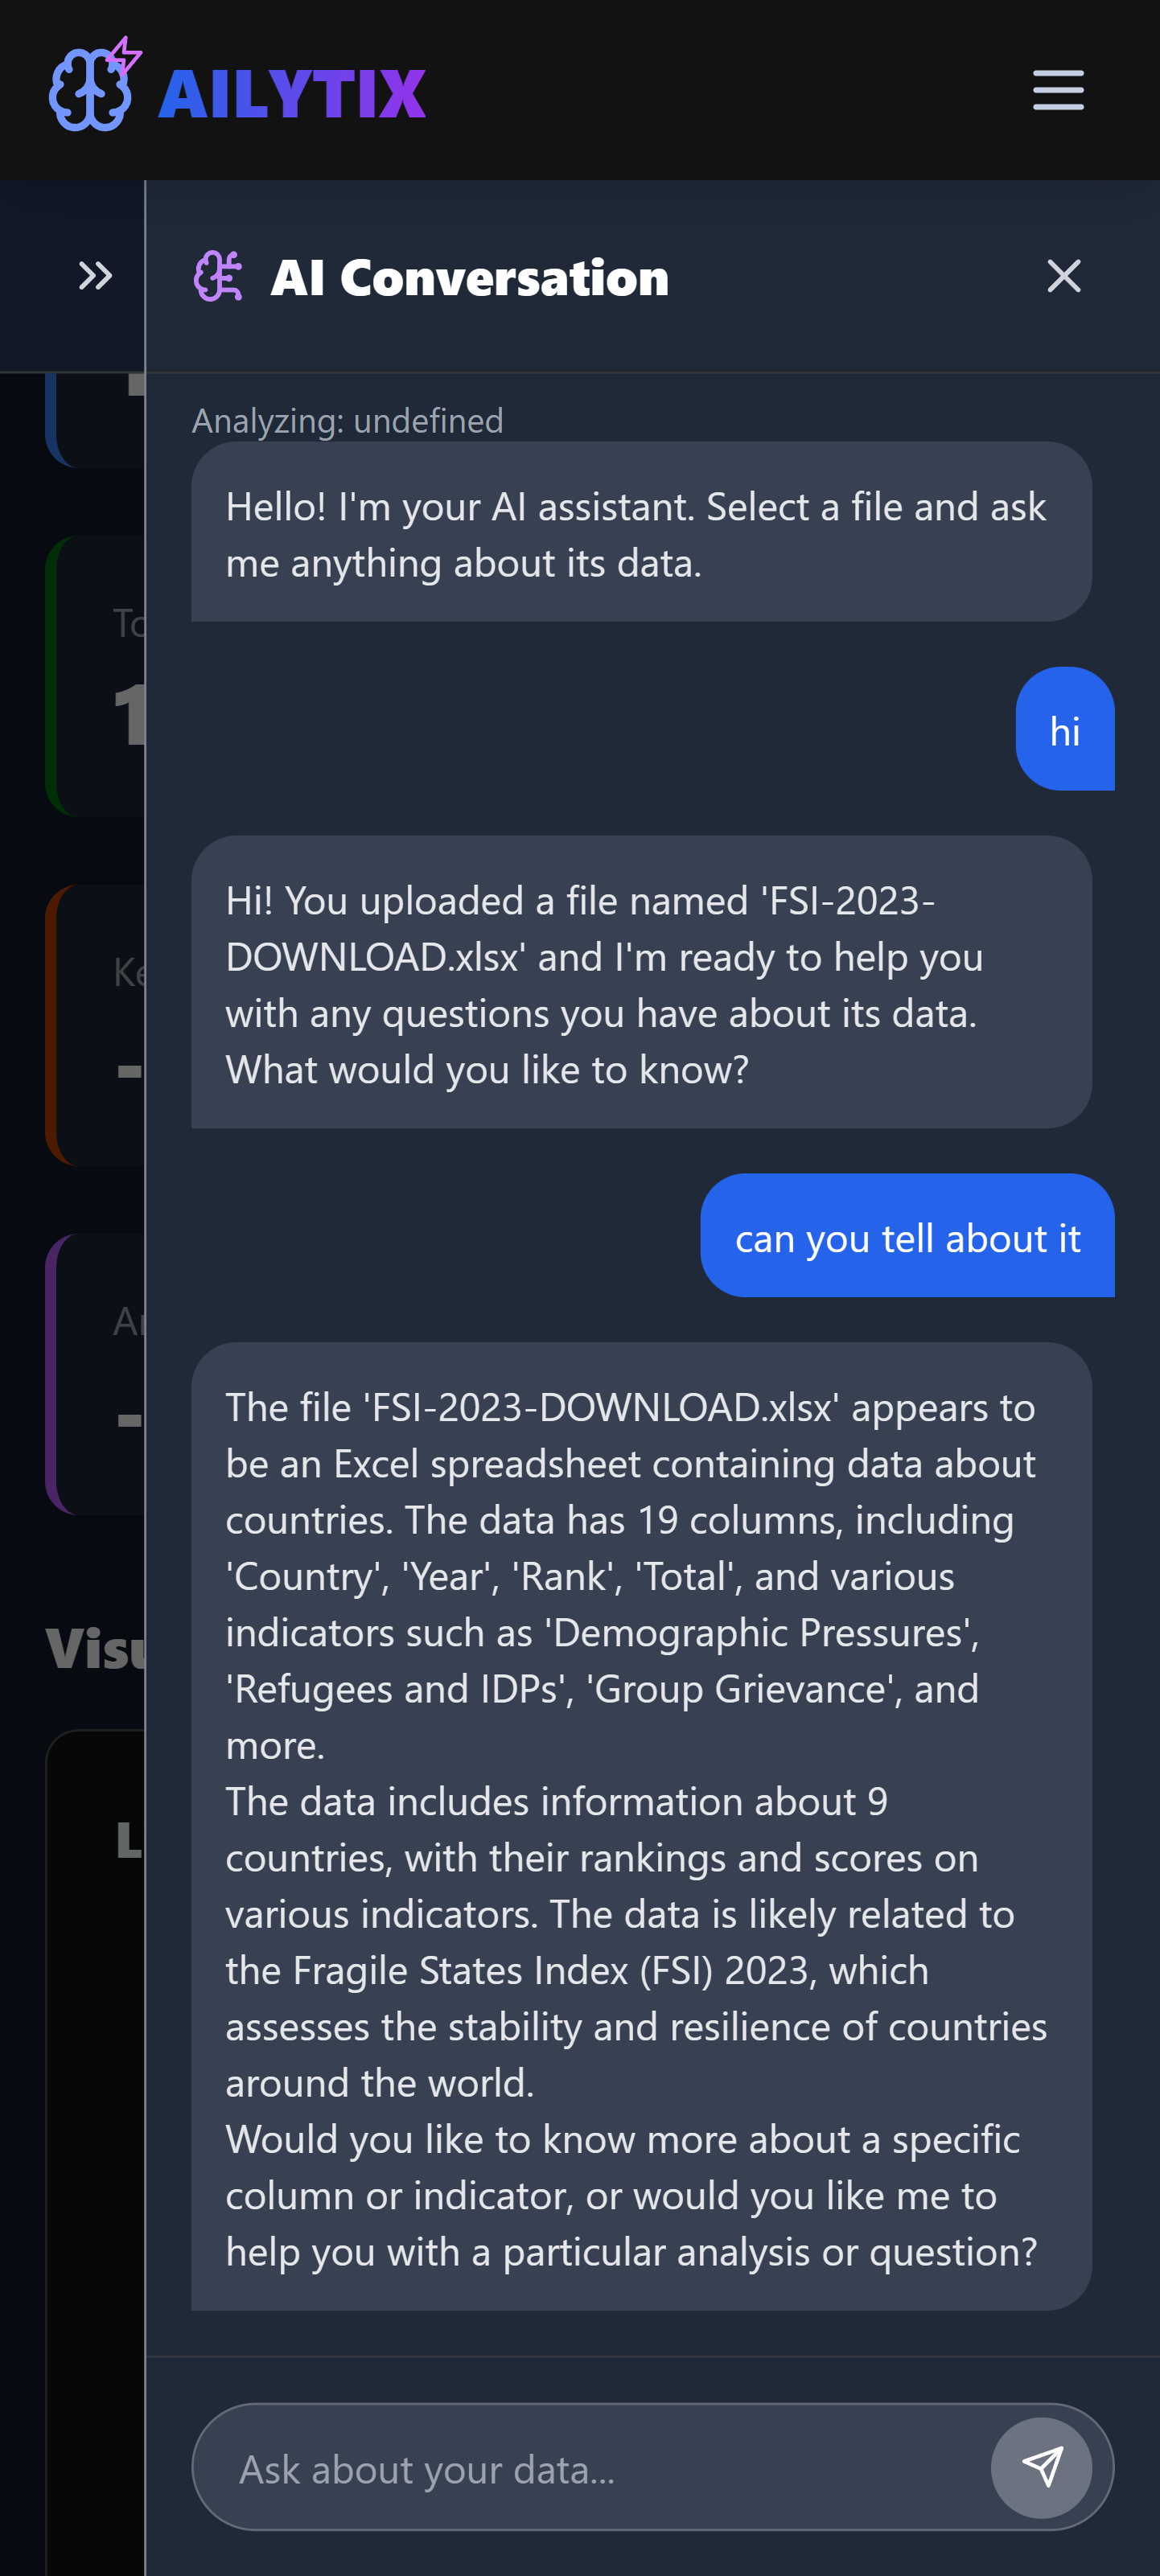 AILYTIX
AI Conversation
Analyzing: undefined
Hello! I'm your AI assistant. Select a file and ask
me anything about its data.
hi
Hi! You uploaded a file named 'FSI-2023-
DOWNLOAD.xlsx' and I'm ready to help you
with any questions you have about its data.
What would you like to know?
can you tell about it
The file 'FSI-2023-DOWNLOAD.xlsx' appears to
be an Excel spreadsheet containing data about
countries. The data has 19 columns, including
'Country', 'Year', 'Rank', 'Total', and various
indicators such as 'Demographic Pressures',
'Refugees and IDPs', 'Group Grievance', and
more.
The data includes information about 9
countries, with their rankings and scores on
various indicators. The data is likely related to
the Fragile States Index (FSI) 2023, which
assesses the stability and resilience of countries
around the world.
Would you like to know more about a specific
column or indicator, or would you like me to
help you with a particular analysis or question?
Ask about your data...